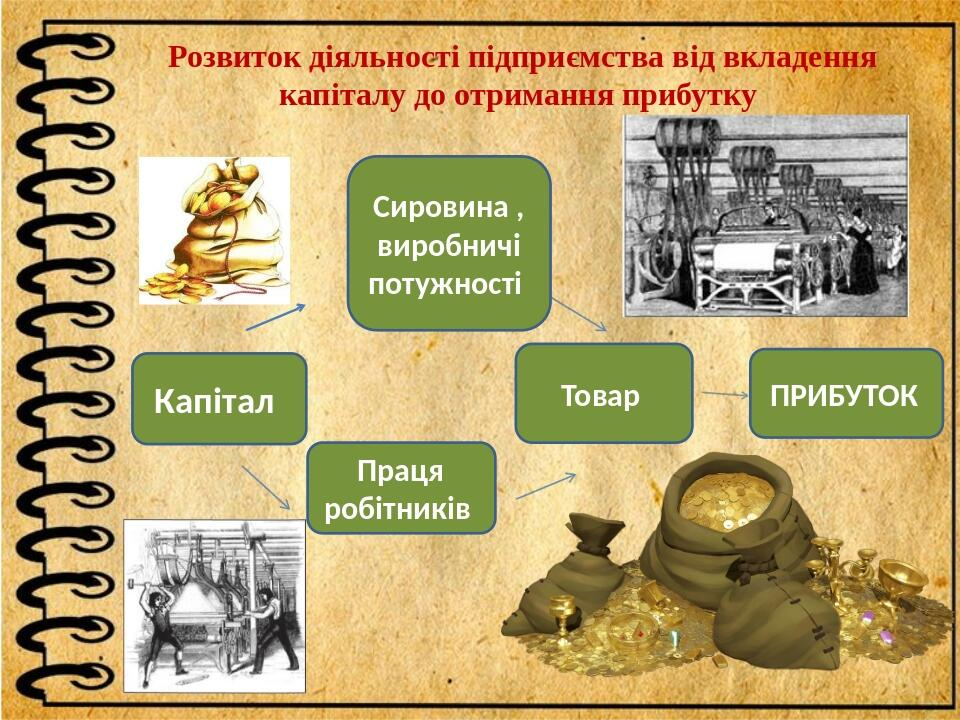 Розвиток діяльності підприємства від вкладення
капіталу до отримання прибутку
Сировина ,
виробничі
потужності
Капітал
Товар
ПРИБУТОК
Праця
робітників